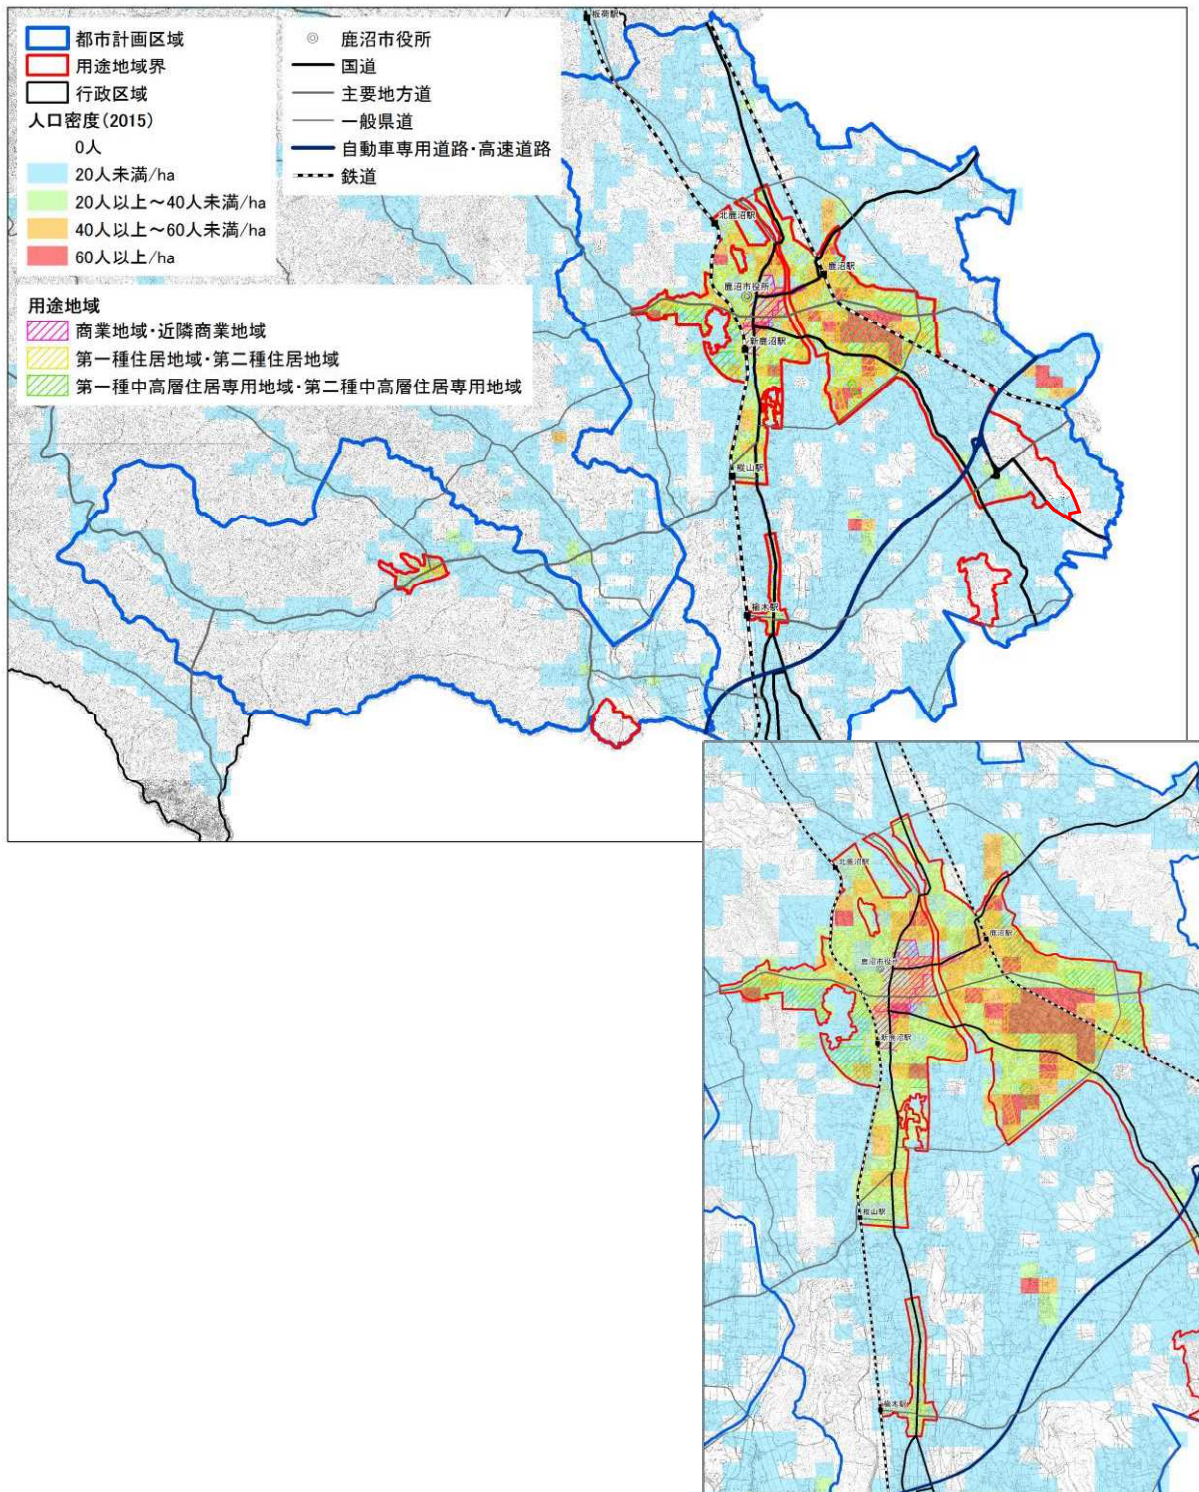 都市計画区域
用途地域界
行政区域
人口密度(2015)
0人
20人未満/ha
20人以上～40人未満/ha
40人以上～60人未満/ha
60人以上/ha
鹿沼市役所
国道
主要地方道
一般県道
自動車専用道路・高速道路
鉄道
用途地域
商業地域・近隣商業地域
第一種住居地域・第二種住居地域
第一種中高層住居専用地域・第二種中高層住居専用地域
板荷駅
北鹿沼駅
鹿沼駅
鹿沼市役所
新鹿沼駅
樅山駅
楡木駅
北鹿沼駅
鹿沼駅
鹿沼市役所
新鹿沼駅
樅山駅
楡木駅